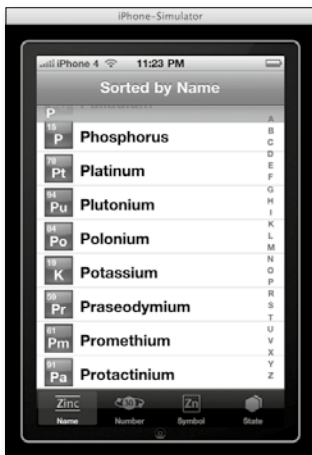 iPhone-Simulator
iPhone 4 11:23 PM
Sorted by Name
Palladium
P
15 P Phosphorus
78 Pt Platinum
94 Pu Plutonium
84 Po Polonium
19 K Potassium
59 Pr Praseodymium
61 Pm Promethium
91 Pa Protactinium
A
B
C
D
E
F
G
H
I
K
L
M
N
O
P
R
S
T
U
V
X
Y
Z
Zinc 30 Zn
Name Number Symbol State